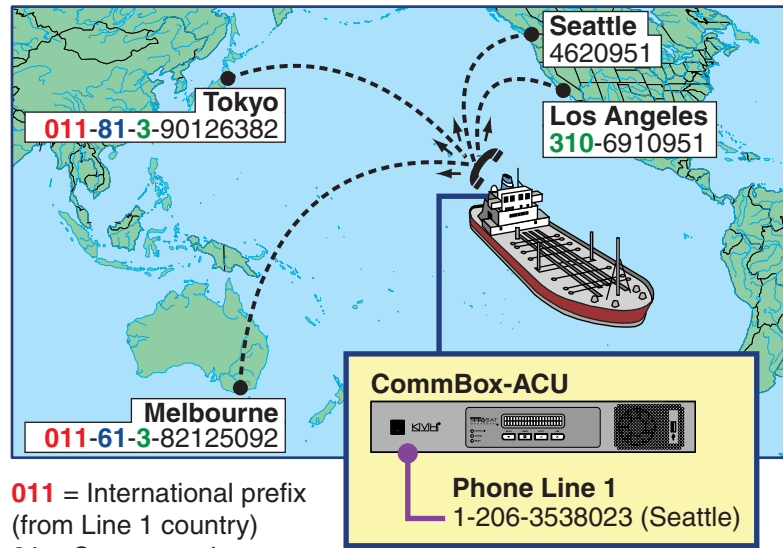 Seattle
4620951
Tokyo
011-81-3-90126382
Los Angeles
310-6910951
Melbourne
011-61-3-82125092
CommBox-ACU
KVH
Phone Line 1
1-206-3538023 (Seattle)
011 = International prefix
(from Line 1 country)